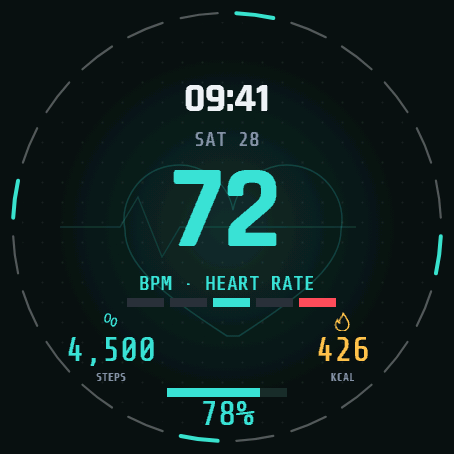 09:41
SAT 28
72
BPM · HEART RATE
4,500
STEPS
426
KCAL
78%